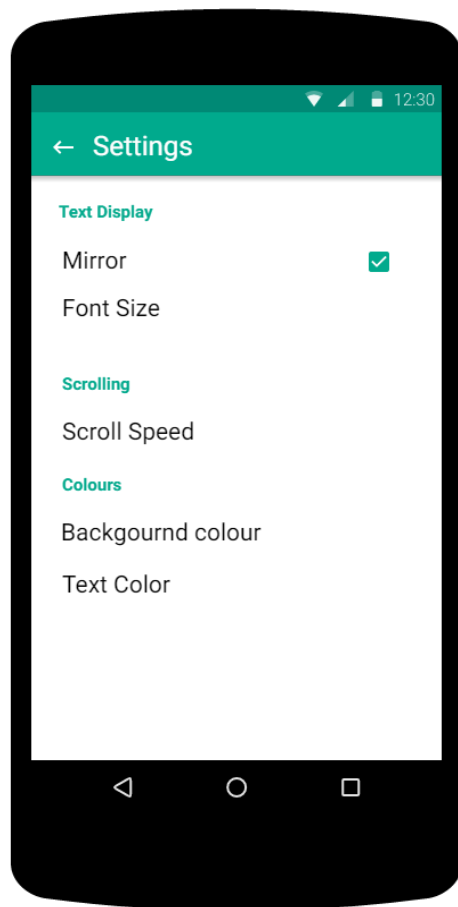 12:30
Settings
Text Display
Mirror
Font Size
Scrolling
Scroll Speed
Colours
Backgournd colour
Text Color